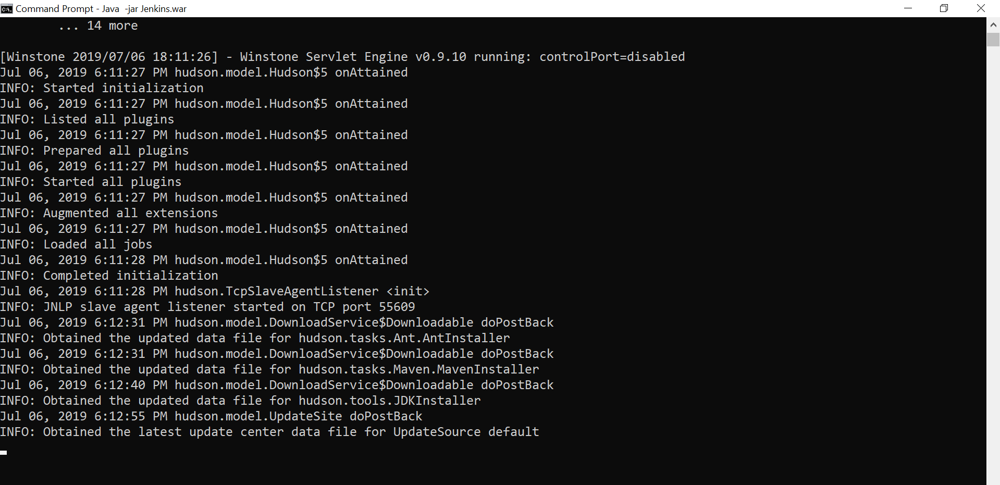 Command Prompt - Java  -jar Jenkins.war
... 14 more
[Winstone 2019/07/06 18:11:26] - Winstone Servlet Engine v0.9.10 running: controlPort=disabled
Jul 06, 2019 6:11:27 PM hudson.model.Hudson$5 onAttained
INFO: Started initialization
Jul 06, 2019 6:11:27 PM hudson.model.Hudson$5 onAttained
INFO: Listed all plugins
Jul 06, 2019 6:11:27 PM hudson.model.Hudson$5 onAttained
INFO: Prepared all plugins
Jul 06, 2019 6:11:27 PM hudson.model.Hudson$5 onAttained
INFO: Started all plugins
Jul 06, 2019 6:11:27 PM hudson.model.Hudson$5 onAttained
INFO: Augmented all extensions
Jul 06, 2019 6:11:27 PM hudson.model.Hudson$5 onAttained
INFO: Loaded all jobs
Jul 06, 2019 6:11:28 PM hudson.model.Hudson$5 onAttained
INFO: Completed initialization
Jul 06, 2019 6:11:28 PM hudson.TcpSlaveAgentListener <init>
INFO: JNLP slave agent listener started on TCP port 55609
Jul 06, 2019 6:12:31 PM hudson.model.DownloadService$Downloadable doPostBack
INFO: Obtained the updated data file for hudson.tasks.Ant.AntInstaller
Jul 06, 2019 6:12:31 PM hudson.model.DownloadService$Downloadable doPostBack
INFO: Obtained the updated data file for hudson.tasks.Maven.MavenInstaller
Jul 06, 2019 6:12:40 PM hudson.model.DownloadService$Downloadable doPostBack
INFO: Obtained the updated data file for hudson.tools.JDKInstaller
Jul 06, 2019 6:12:55 PM hudson.model.UpdateSite doPostBack
INFO: Obtained the latest update center data file for UpdateSource default